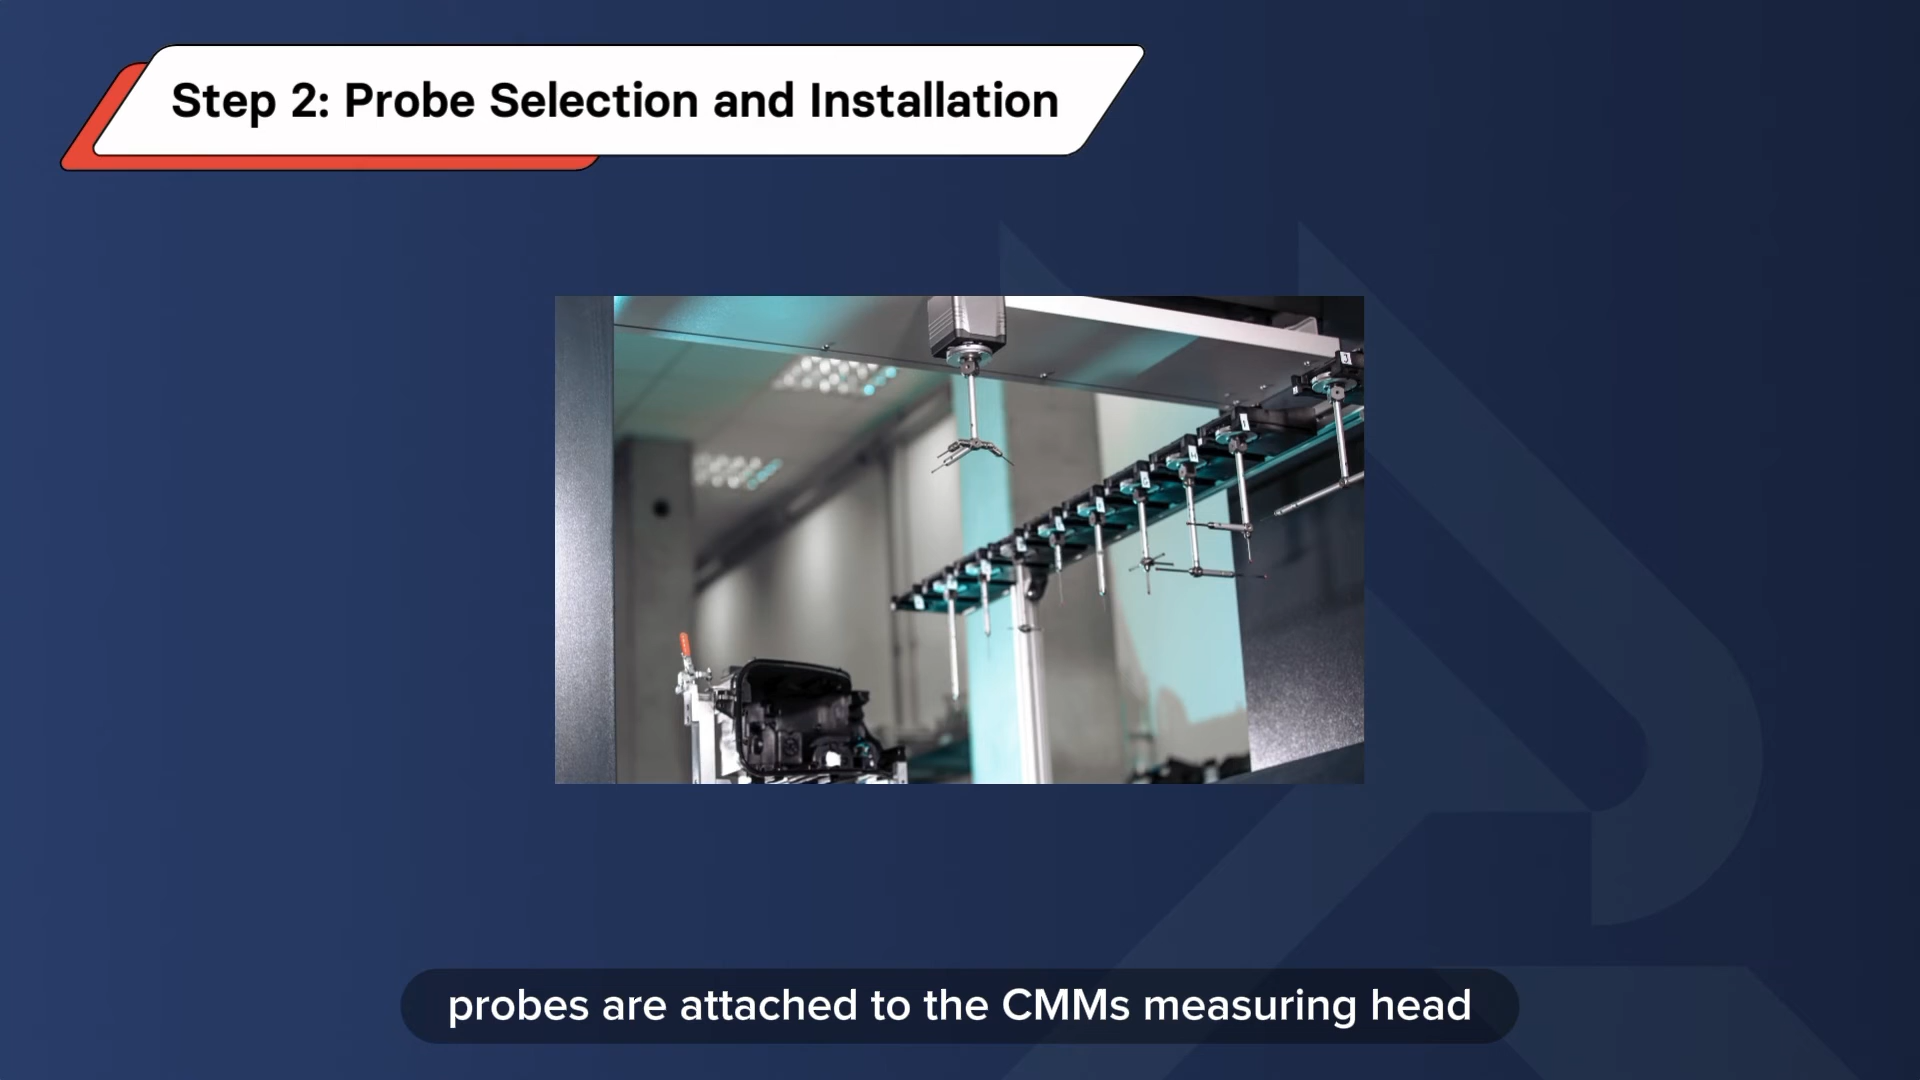 Step 2: Probe Selection and Installation
probes are attached to the CMMs measuring head